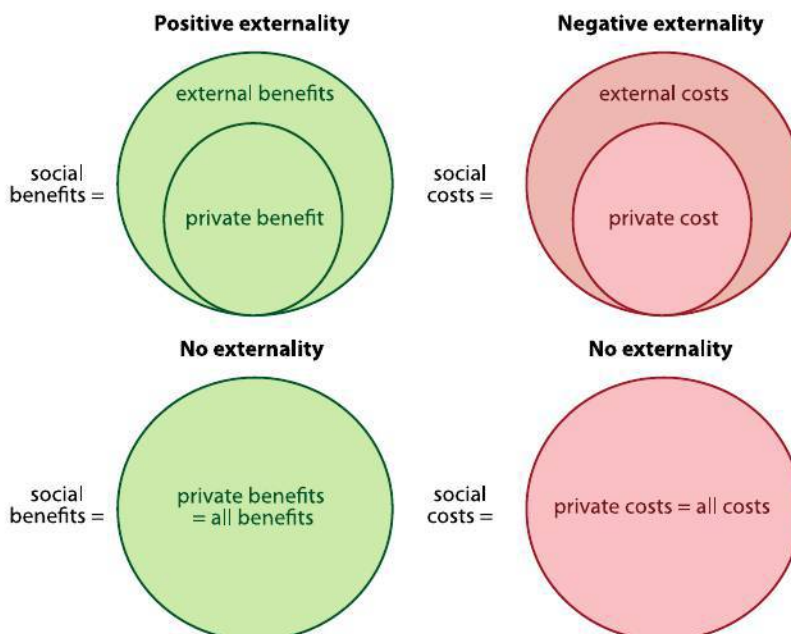 Positive externality
external benefits
social
benefits =
private benefit
Negative externality
external costs
social
costs =
private cost
No externality
social
benefits =
private benefits
= all benefits
No externality
social
costs =
private costs = all costs